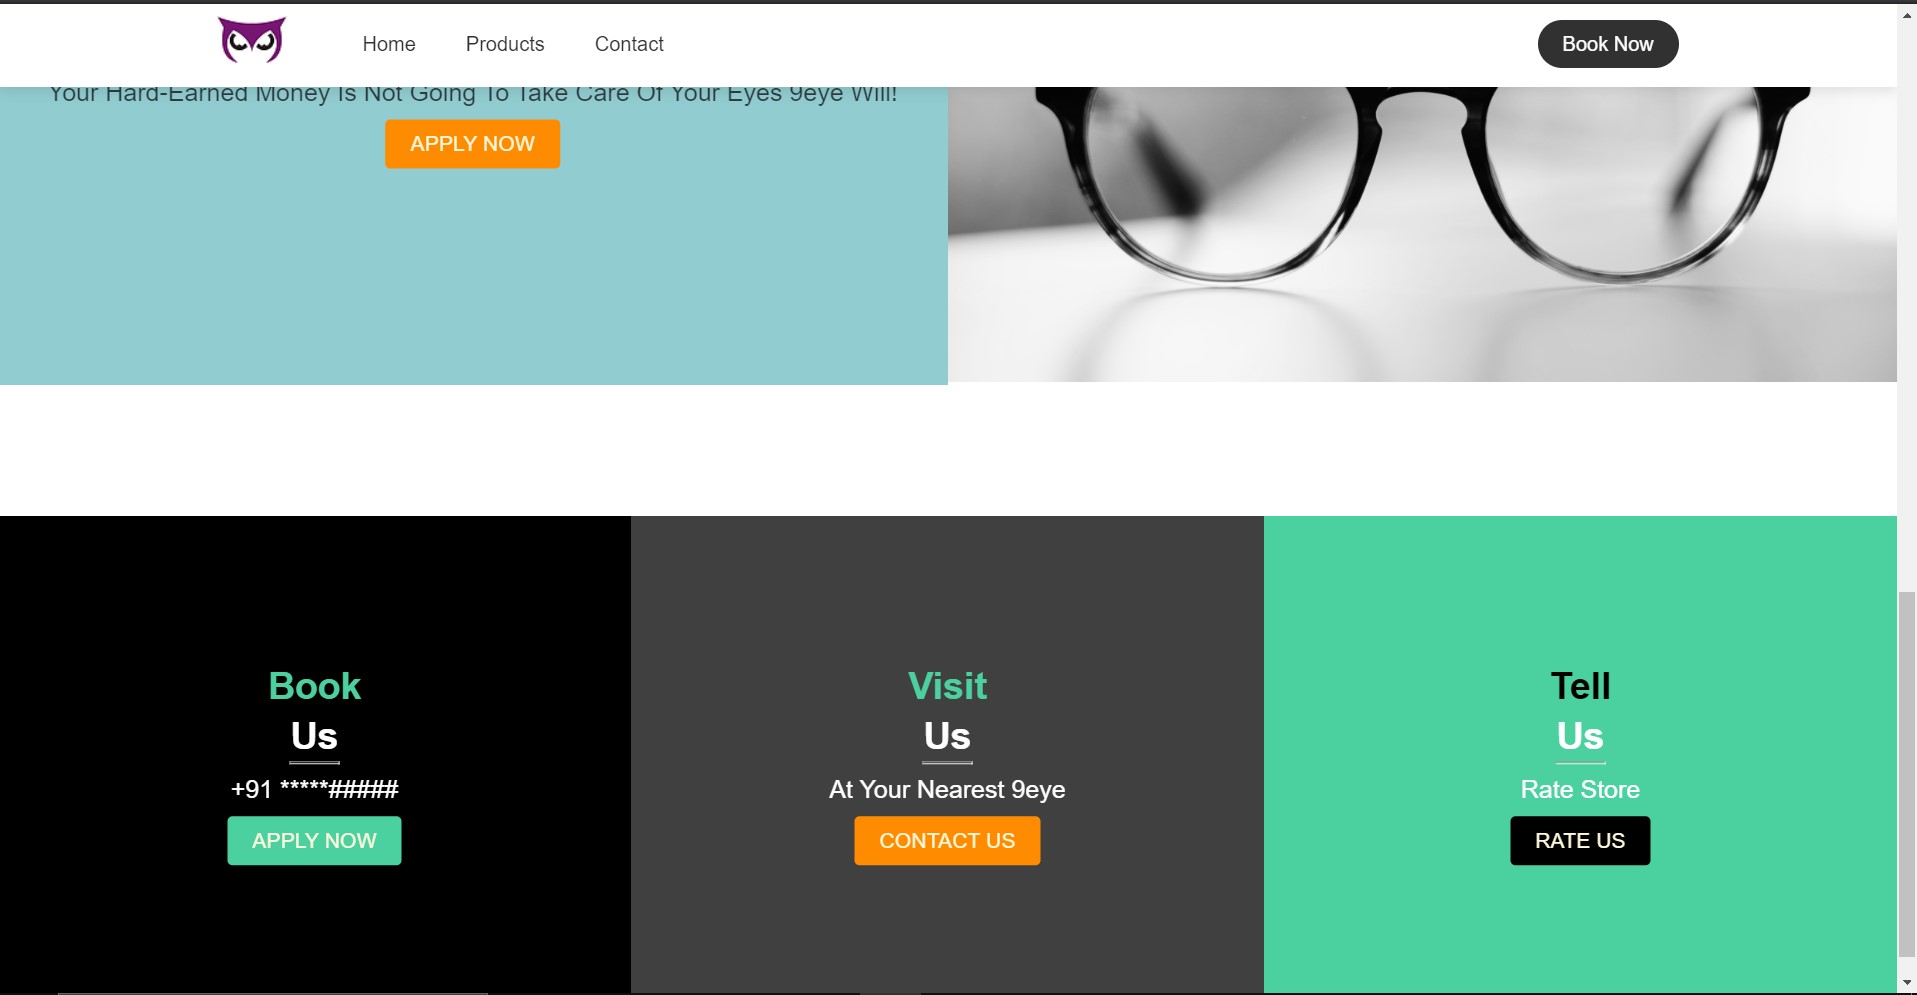 Home Products Contact Book Now
Your Hard-Earned Money Is Not Going To Take Care Of Your Eyes 9eye Will!
APPLY NOW
Book
Us
+91 *****#####
APPLY NOW
Visit
Us
At Your Nearest 9eye
CONTACT US
Tell
Us
Rate Store
RATE US